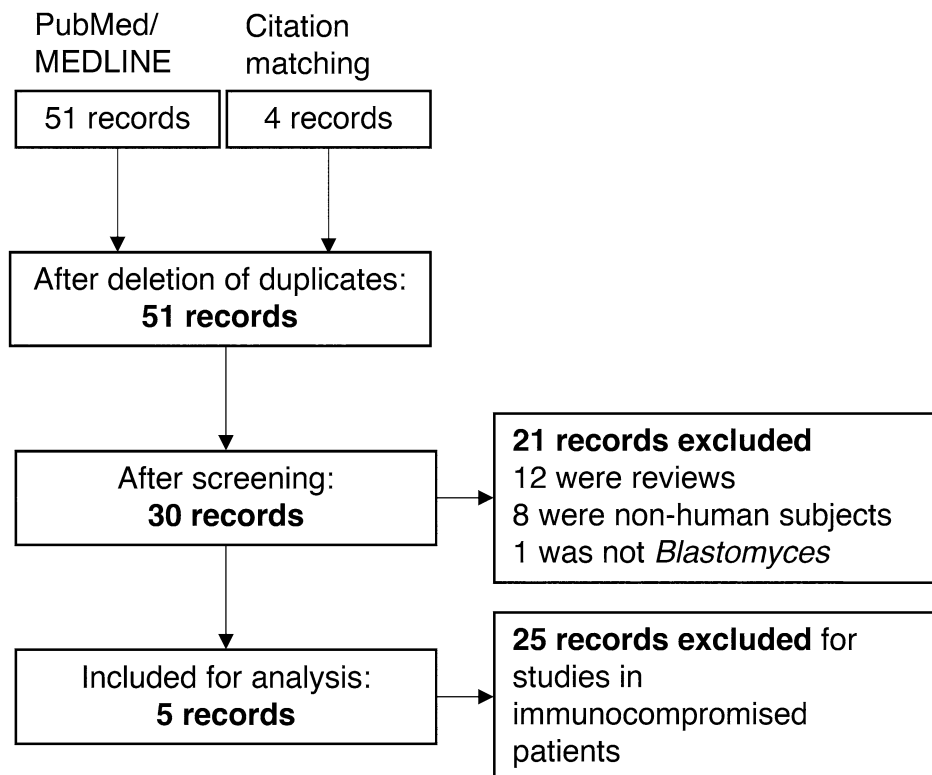 PubMed/
MEDLINE
Citation
matching
51 records
4 records
After deletion of duplicates:
51 records
After screening:
30 records
21 records excluded
12 were reviews
8 were non-human subjects
1 was not Blastomyces
Included for analysis:
5 records
25 records excluded for
studies in
immunocompromised
patients